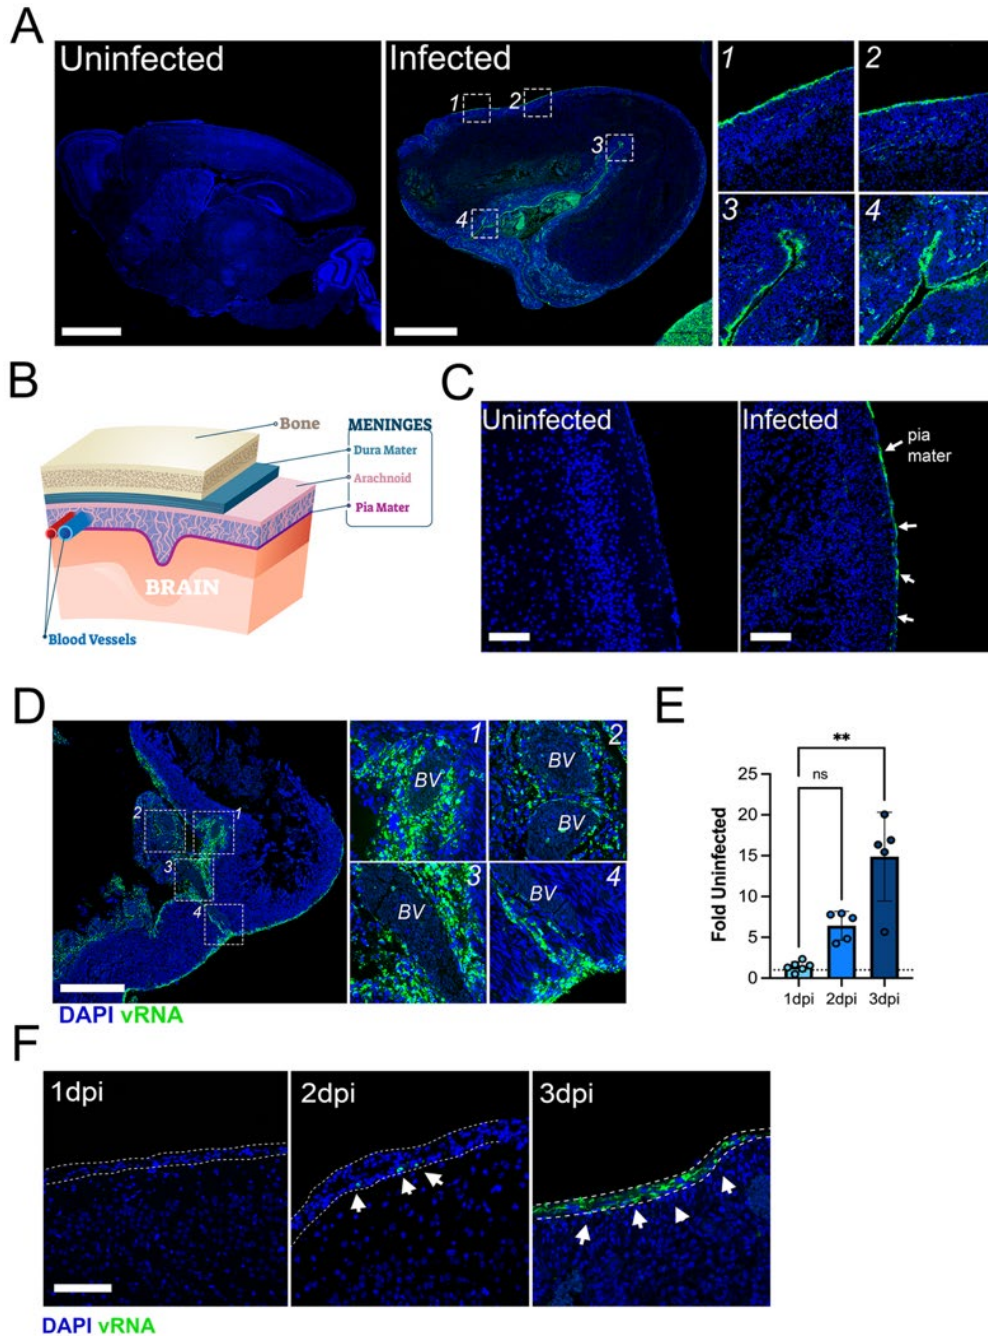 A
Uninfected
Infected
1
2
3
4
1
2
3
4
B
Bone
MENINGES
Dura Mater
Arachnoid
Pia Mater
BRAIN
Blood Vessels
C
Uninfected
Infected
pia
mater
D
1
2
3
4
1
BV
2
BV
BV
3
BV
4
BV
DAPI vRNA
E
**
ns
Fold Uninfected
25
20
15
10
5
0
1dpi
2dpi
3dpi
F
1dpi
2dpi
3dpi
DAPI vRNA